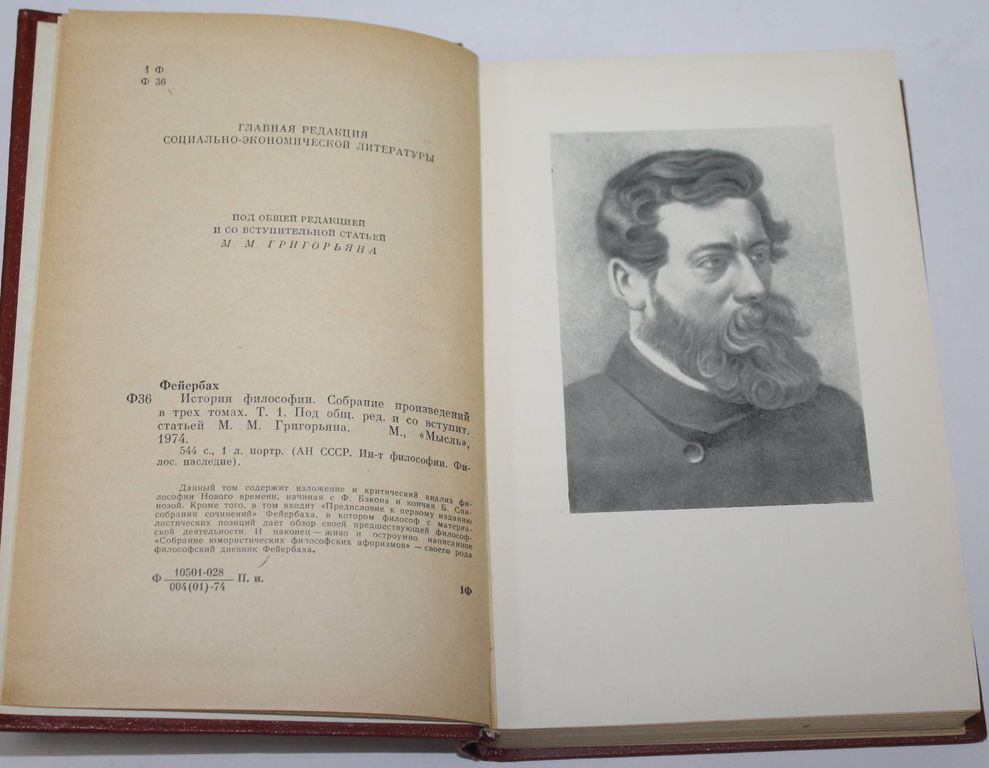 1 Ф
Ф 36
ГЛАВНАЯ РЕДАКЦИЯ
СОЦИАЛЬНО-ЭКОНОМИЧЕСКОЙ ЛИТЕРАТУРЫ
ПОД ОБЩЕЙ РЕДАКЦИЕЙ
И СО ВСТУПИТЕЛЬНОЙ СТАТЬЕЙ
М. М. ГРИГОРЬЯНА
Фейербах
Ф36 История философии. Собрание произведений
в трех томах. Т. 1. Под общ. ред. и со вступит.
статьей М. М. Григорьяна. М., «Мысль»,
1974.
544 с., 1 л. портр. (АН СССР. Ин-т философии. Фи-
лос. наследие).
Данный том содержит изложение и критический анализ фи-
лософии Нового времени, начиная с Ф. Бэкона и кончая Б. Спи-
нозой. Кроме того, в том входит «Предисловие к первому изданию
собрания сочинений» Фейербаха, в котором философ с материа-
листических позиций дает обзор своей предшествующей философ-
ской деятельности. И наконец — живо и остроумно написанное
«Собрание юмористических философских афоризмов» — своего рода
философский дневник Фейербаха.
Ф 10501-028 П. и.
004(01)-74
1Ф